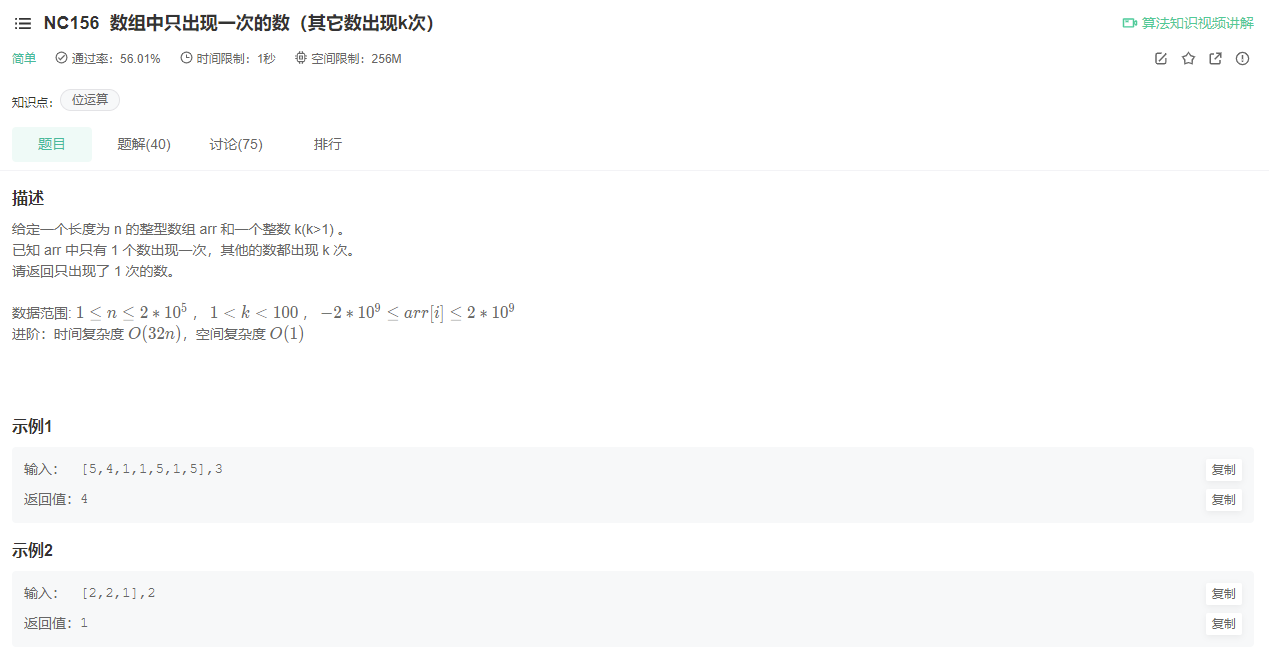 NC156 数组中只出现一次的数（其它数出现k次）
算法知识视频讲解
简单 通过率：56.01% 时间限制：1秒 空间限制：256M
知识点： 位运算
题目 题解(40) 讨论(75) 排行
描述
给定一个长度为 n 的整型数组 arr 和一个整数 k(k>1) 。
已知 arr 中只有 1 个数出现一次，其他的数都出现 k 次。
请返回只出现了 1 次的数。
数据范围: 1 ≤ n ≤ 2 * 10^5 ， 1 < k < 100 ， −2 * 10^9 ≤ arr[i] ≤ 2 * 10^9
进阶：时间复杂度 O(32n)，空间复杂度 O(1)
示例1
输入： [5,4,1,1,5,1,5],3 复制
返回值：4 复制
示例2
输入： [2,2,1],2 复制
返回值：1 复制